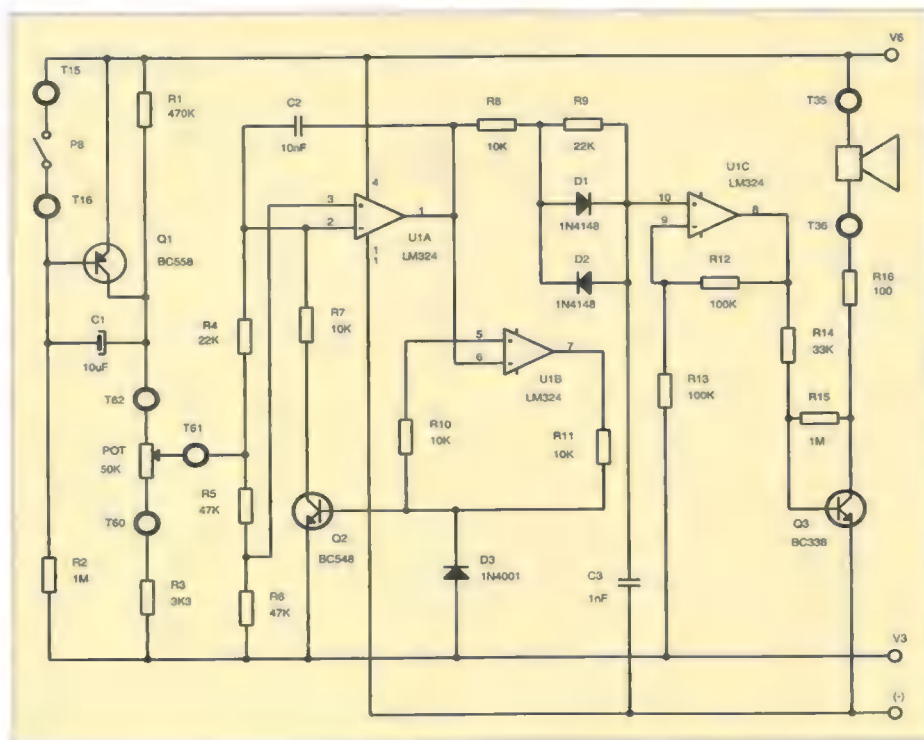 V6
T15
R1
470K
P8
T16
Q1
BC558
C1
10uF
T62
POT
50K
T61
T60
R2
1M
R3
3K3
C2
10nF
R4
22K
R7
10K
R5
47K
R6
47K
3
2
4
1
1
1
U1A
LM324
R8
10K
R9
22K
D1
1N4148
D2
1N4148
5
6
7
U1B
LM324
R10
10K
R11
10K
Q2
BC548
D3
1N4001
C3
1nF
10
9
8
U1C
LM324
R12
100K
R13
100K
R14
33K
R15
1M
T35
T36
R16
100
Q3
BC338
V3
(-)